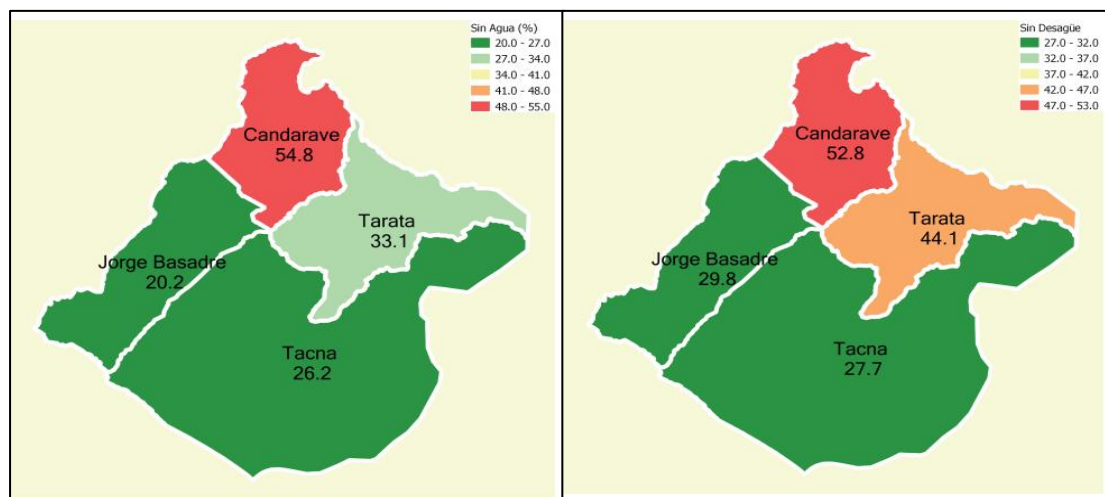 Sin Agua (%)
20.0 - 27.0
27.0 - 34.0
34.0 - 41.0
41.0 - 48.0
48.0 - 55.0
Candarave
54.8
Tarata
33.1
Jorge Basadre
20.2
Tacna
26.2
Sin Desagüe
27.0 - 32.0
32.0 - 37.0
37.0 - 42.0
42.0 - 47.0
47.0 - 53.0
Candarave
52.8
Tarata
44.1
Jorge Basadre
29.8
Tacna
27.7